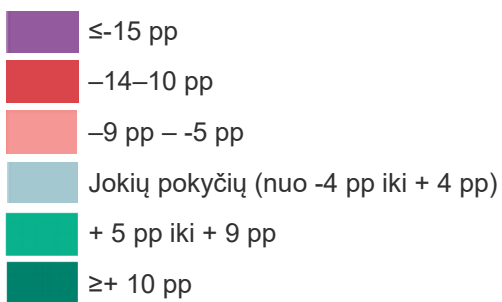 ≤-15 pp
–14–10 pp
–9 pp – -5 pp
Jokių pokyčių (nuo -4 pp iki + 4 pp)
+ 5 pp iki + 9 pp
≥+ 10 pp